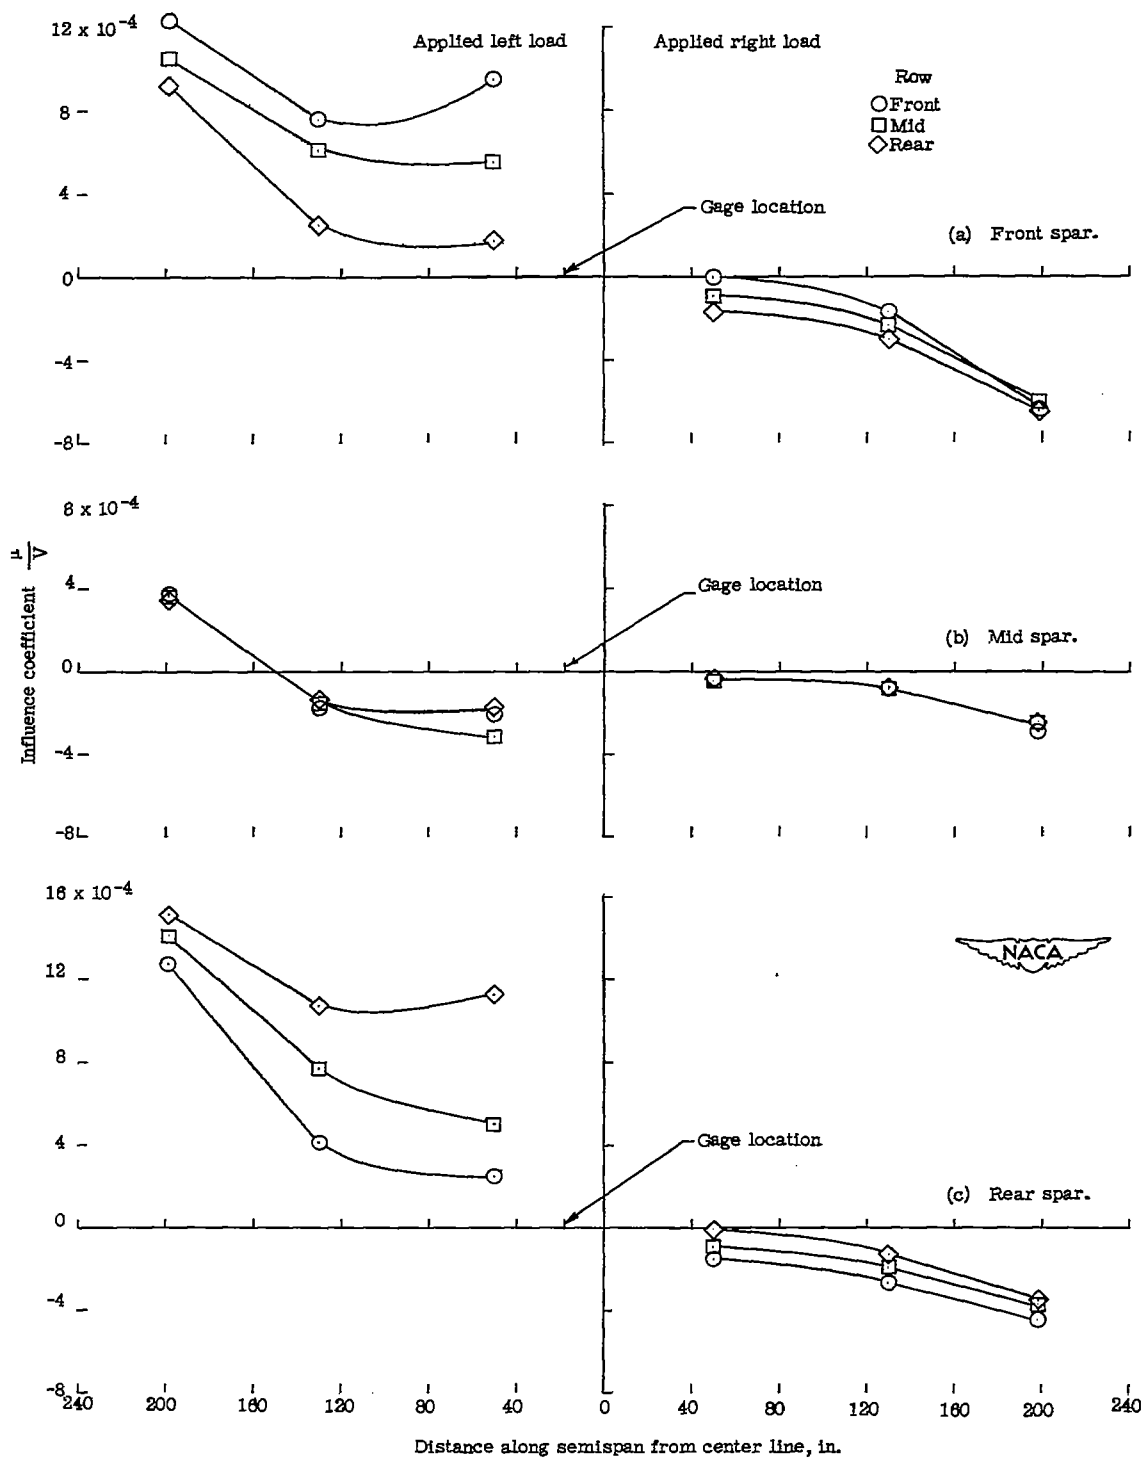 12 x 10-4
Applied left load
Applied right load
Row
Front
Mid
Rear
8
4
Gage location
(a) Front spar.
0
-4
-8
8 x 10-4
Influence coefficient μ/V
4
Gage location
(b) Mid spar.
0
-4
-8
16 x 10-4
NACA
12
8
4
Gage location
(c) Rear spar.
0
-4
-8
240 200 160 120 80 40 0 40 80 120 160 200 240
Distance along semispan from center line, in.